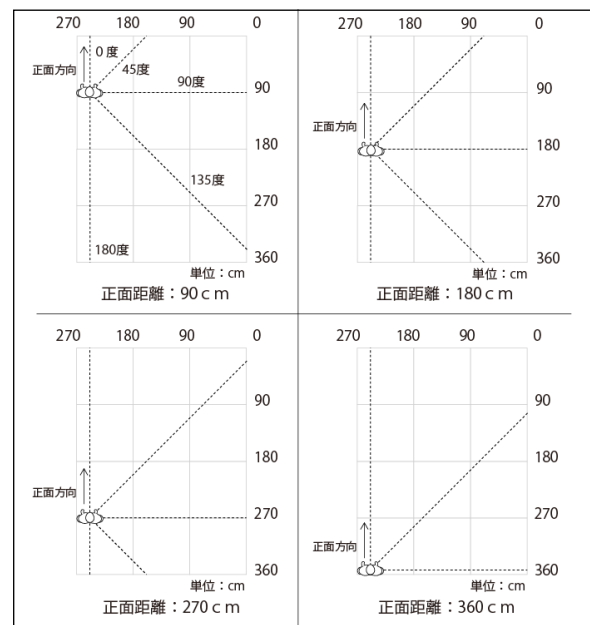 270 180 90 0
0度
45度
正面方向
90度
90
180
135度
270
180度
360
単位：cm
正面距離：90ｃｍ
270 180 90 0
90
正面方向
180
270
360
単位：cm
正面距離：180ｃｍ
270 180 90 0
90
180
正面方向
270
360
単位：cm
正面距離：270ｃｍ
270 180 90 0
90
180
270
正面方向
360
単位：cm
正面距離：360ｃｍ